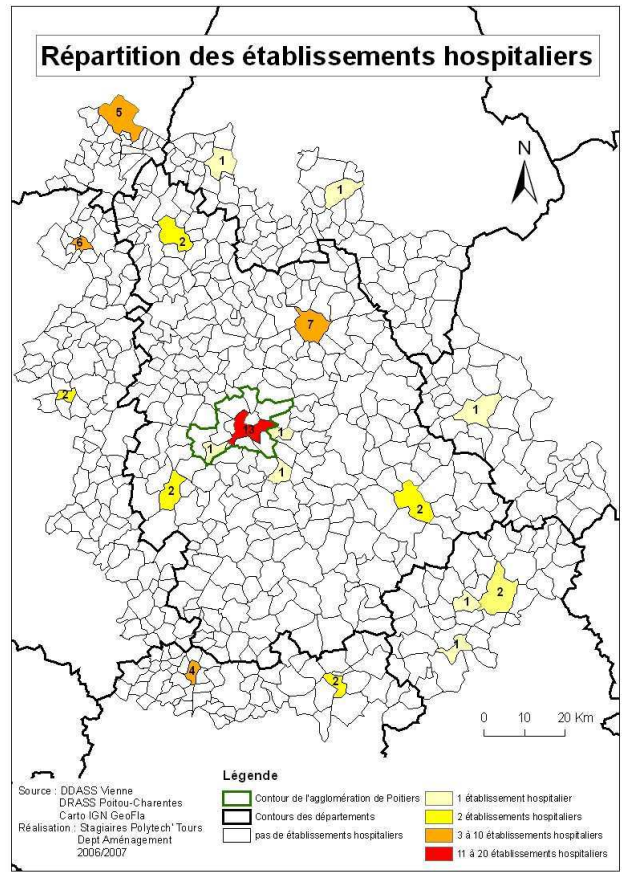 Répartition des établissements hospitaliers
5
1
N
1
2
6
7
2
1
13
1
1
2
2
2
1
1
4
2
0 10 20 Km
Légende
Source : DDASS Vienne
DRASS Poitou-Charentes
Carto IGN GeoFla
Réalisation : Stagiaires Polytech' Tours
Dept Aménagement
2006/2007
Contour de l'agglomération de Poitiers
Contours des départements
pas de établissements hospitaliers
1 établissement hospitalier
2 établissements hospitaliers
3 à 10 établissements hospitaliers
11 à 20 établissements hospitaliers